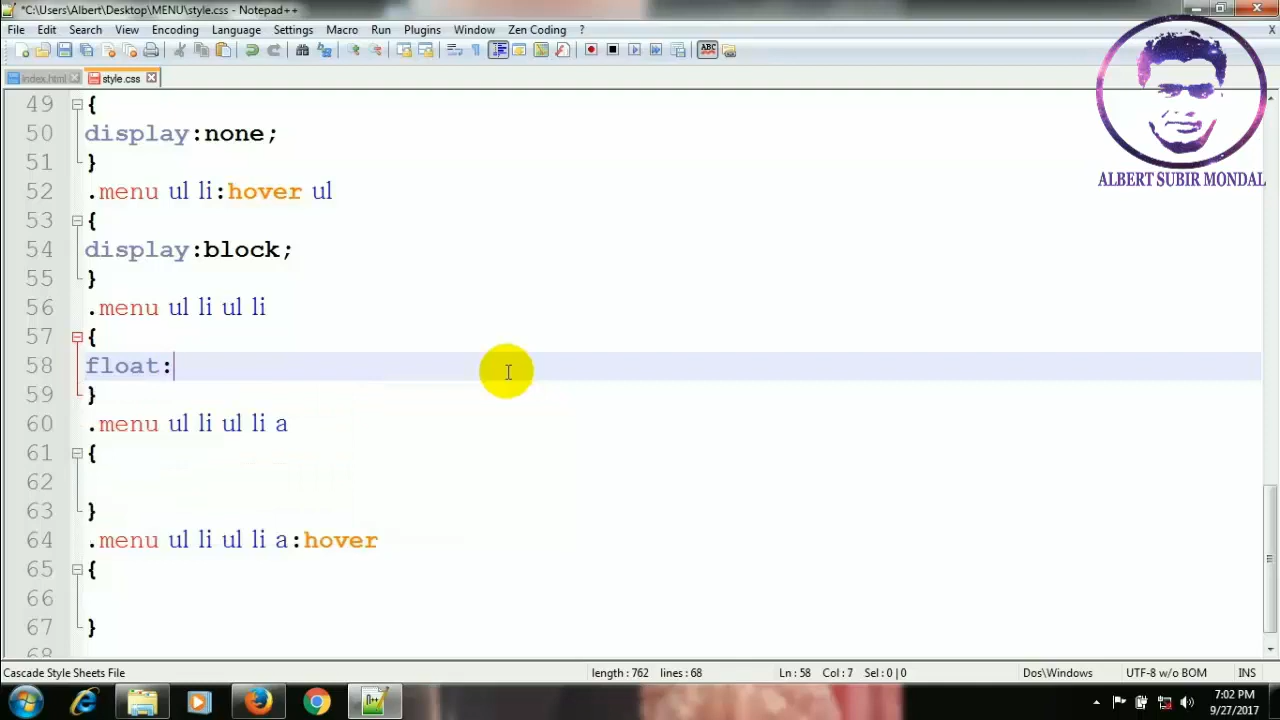 *C:\Users\Albert\Desktop\MENU\style.css - Notepad++
File Edit Search View Encoding Language Settings Macro Run Plugins Window Zen Coding ? X
ABC
index.html style.css
49 {
50 display:none;
51 }
52 .menu ul li:hover ul
53 {
54 display:block;
55 }
56 .menu ul li ul li
57 {
58 float:
59 }
60 .menu ul li ul li a
61 {
62
63 }
64 .menu ul li ul li a:hover
65 {
66
67 }
68
ALBERT SUBIR MONDAL
Cascade Style Sheets File length : 762 lines : 68 Ln : 58 Col : 7 Sel : 0 | 0 Dos\Windows UTF-8 w/o BOM INS
7:02 PM
9/27/2017